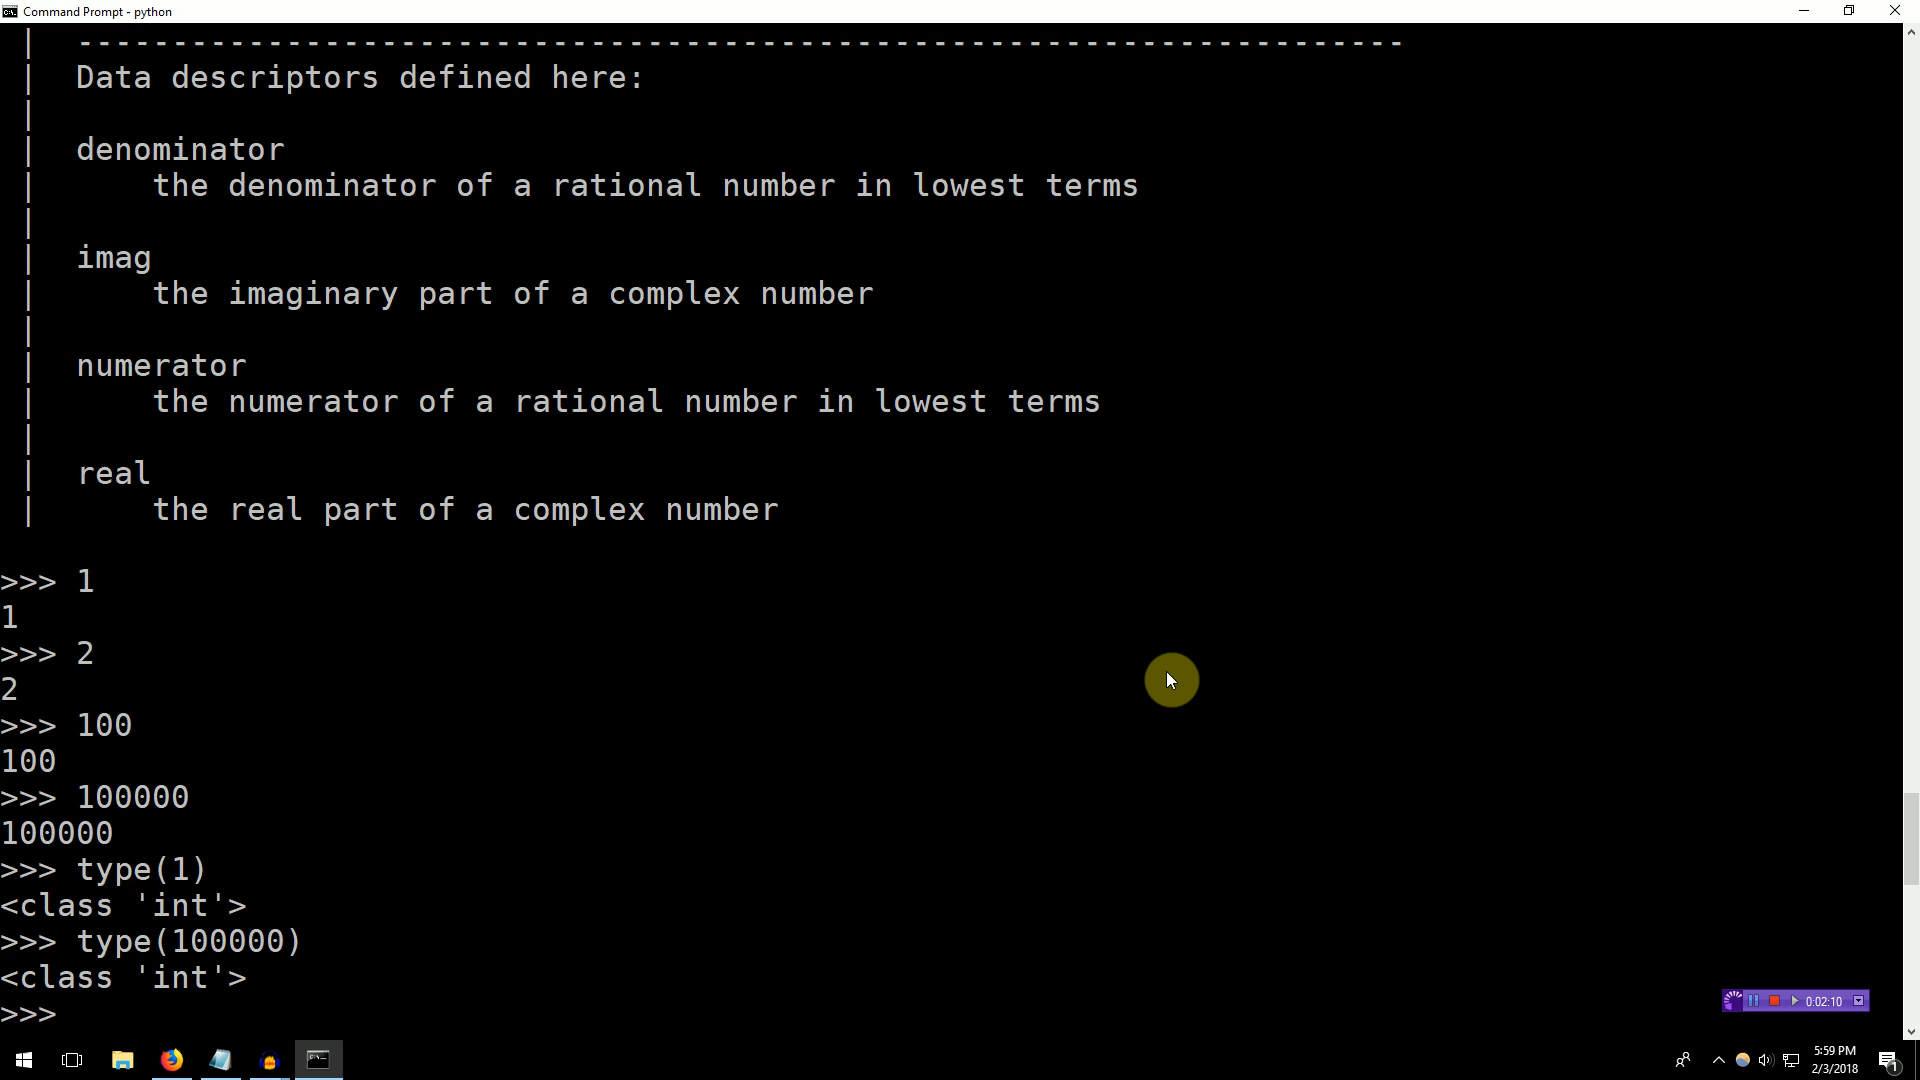 Command Prompt - python
| ----------------------------------------------------------------------
| Data descriptors defined here:
|
| denominator
|     the denominator of a rational number in lowest terms
|
| imag
|     the imaginary part of a complex number
|
| numerator
|     the numerator of a rational number in lowest terms
|
| real
|     the real part of a complex number
>>> 1
1
>>> 2
2
>>> 100
100
>>> 100000
100000
>>> type(1)
<class 'int'>
>>> type(100000)
<class 'int'>
>>>
0:02:10
5:59 PM
2/3/2018
1